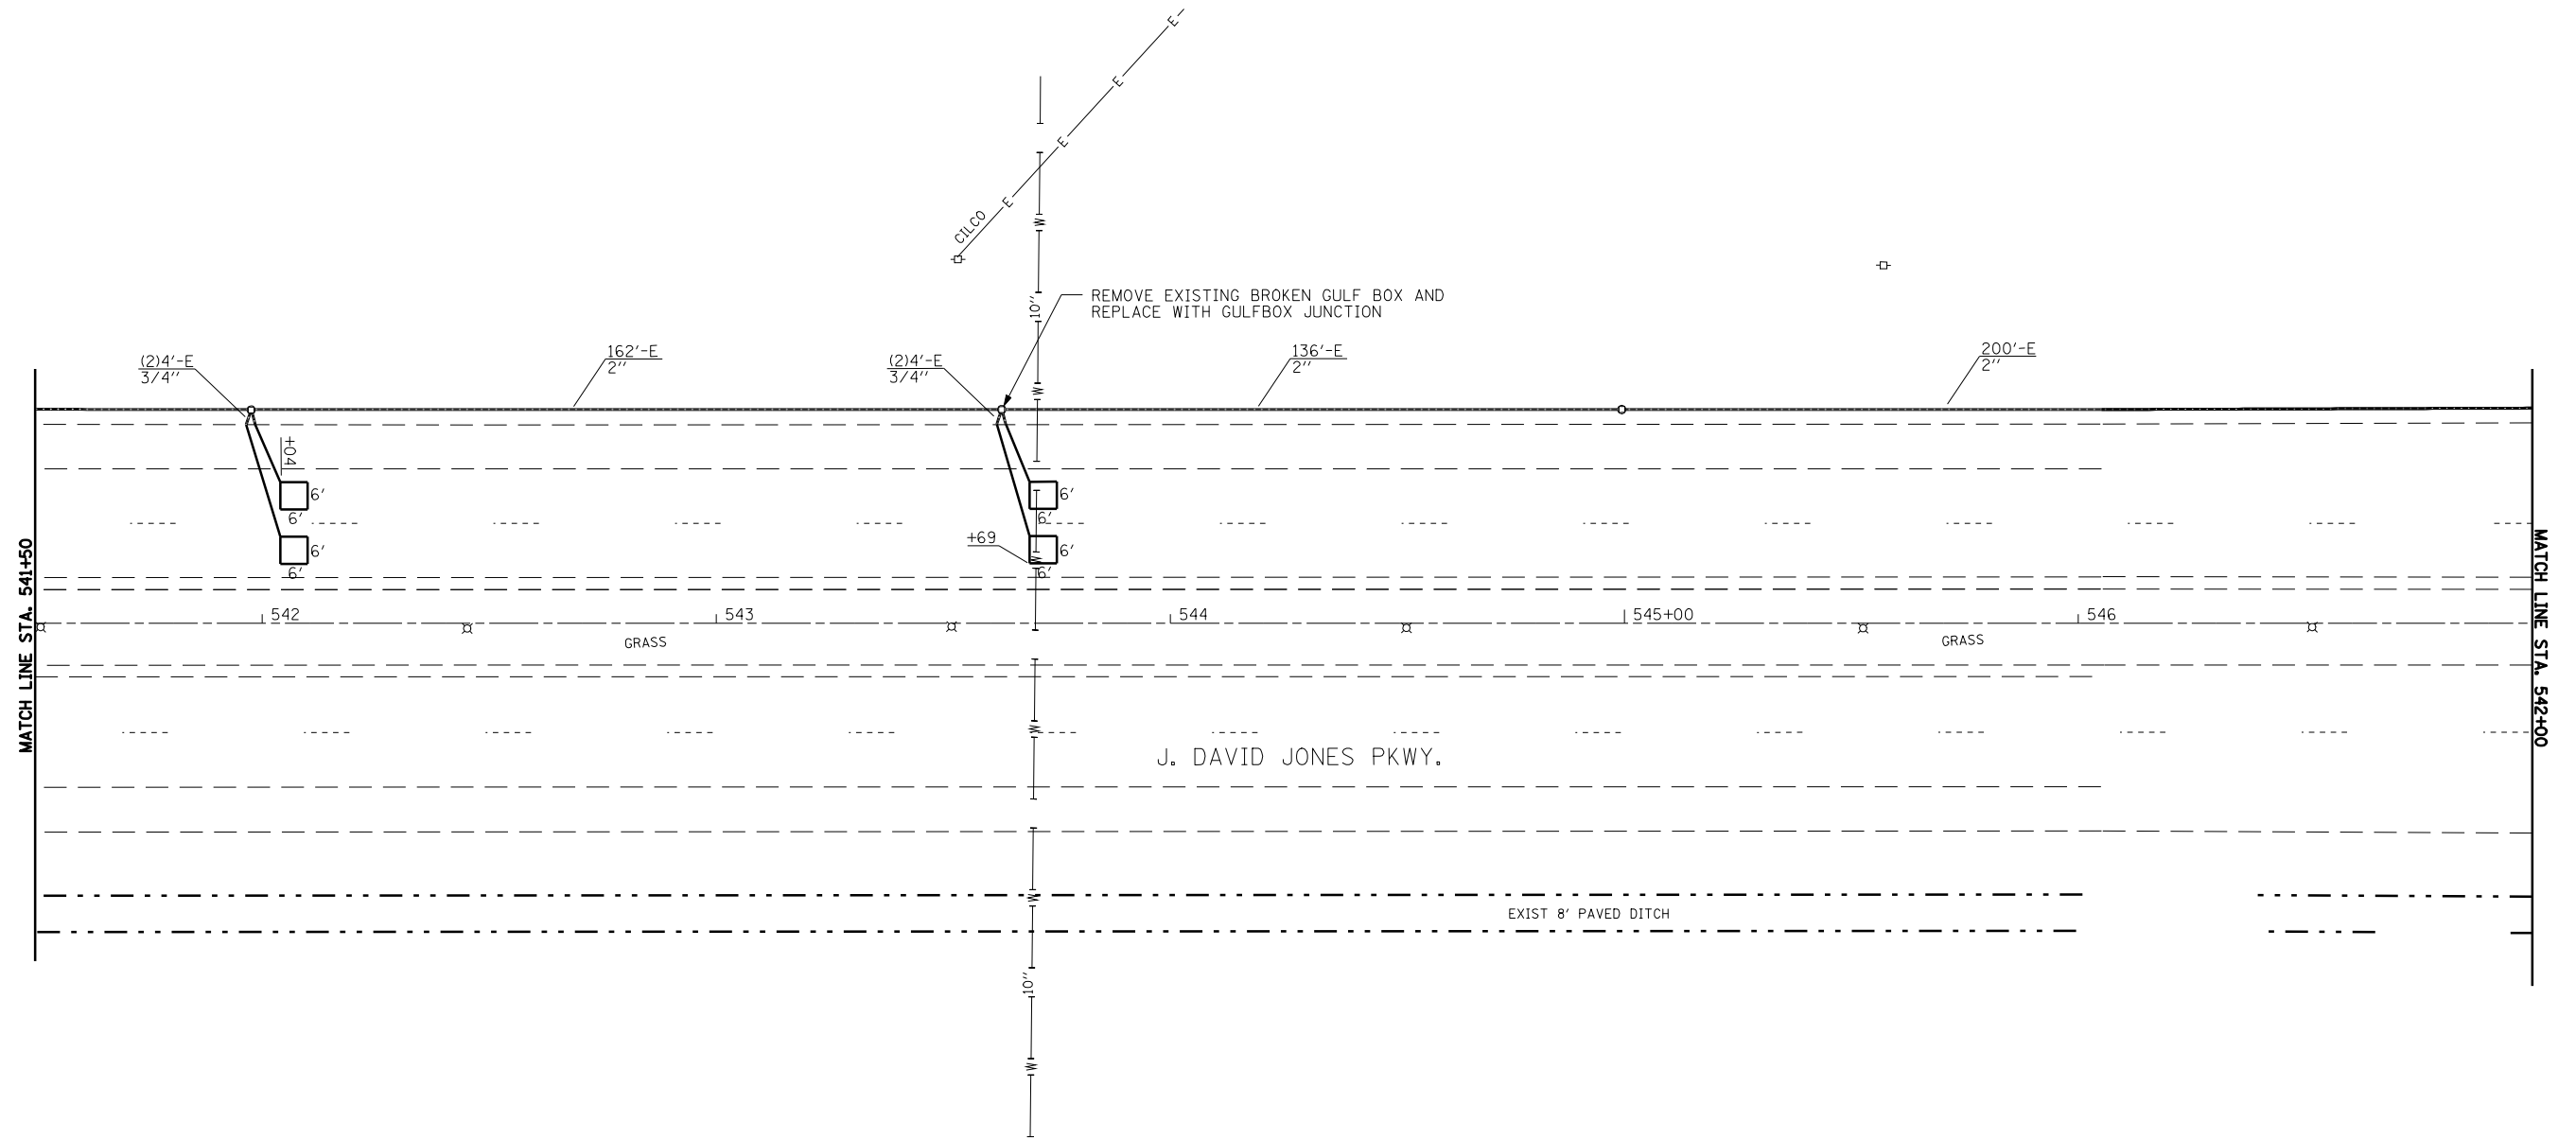 E
E
E
E
CILCO
W
10"
REMOVE EXISTING BROKEN GULF BOX AND
REPLACE WITH GULFBOX JUNCTION
(2)4'-E
3/4"
162'-E
2"
(2)4'-E
3/4"
W
136'-E
2"
200'-E
2"
+04
6'
6'
6'
6'
6'
6'
+69
6'
6'
W
MATCH LINE STA. 541+50
MATCH LINE STA. 542+00
542
543
544
545+00
546
GRASS
GRASS
W
J. DAVID JONES PKWY.
W
EXIST 8' PAVED DITCH
10"
W